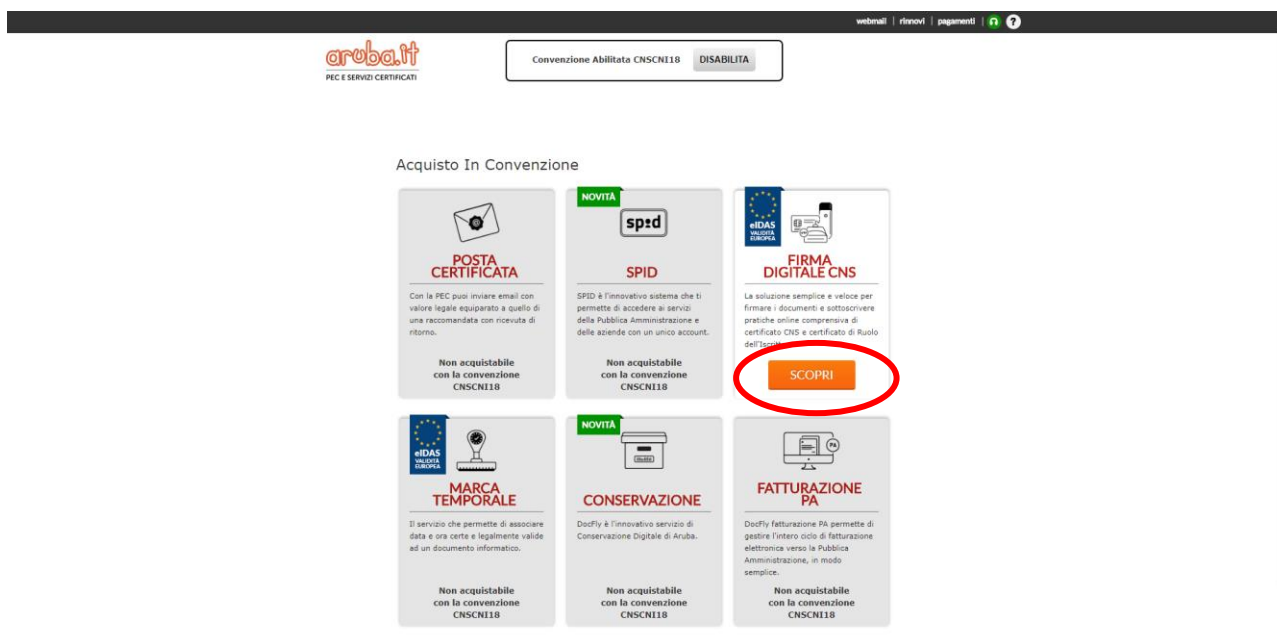 webmail | rinnovi | pagamenti | ?
aruba.it
PEC E SERVIZI CERTIFICATI
Convenzione Abilitata CNSCNI18 DISABILITA
Acquisto In Convenzione
POSTA
CERTIFICATA
Con la PEC puoi inviare email con
valore legale equiparato a quello di
una raccomandata con ricevuta di
ritorno.
Non acquistabile
con la convenzione
CNSCNI18
NOVITÀ
sp:d
SPID
SPID è l'innovativo sistema che ti
permette di accedere ai servizi
della Pubblica Amministrazione e
delle aziende con un unico account.
Non acquistabile
con la convenzione
CNSCNI18
eIDAS
VALIDITÀ
EUROPEA
FIRMA
DIGITALE CNS
La soluzione semplice e veloce per
firmare i documenti e sottoscrivere
pratiche online comprensiva di
certificato CNS e certificato di Ruolo
SCOPRI
eIDAS
VALIDITÀ
EUROPEA
MARCA
TEMPORALE
Il servizio che permette di associare
data e ora certe e legalmente valide
ad un documento informatico.
Non acquistabile
con la convenzione
CNSCNI18
NOVITÀ
CONSERVAZIONE
DocFly è l'innovativo servizio di
Conservazione Digitale di Aruba.
Non acquistabile
con la convenzione
CNSCNI18
PA
FATTURAZIONE
PA
DocFly fatturazione PA permette di
gestire l'intero ciclo di fatturazione
elettronica verso la Pubblica
Amministrazione, in modo
semplice.
Non acquistabile
con la convenzione
CNSCNI18